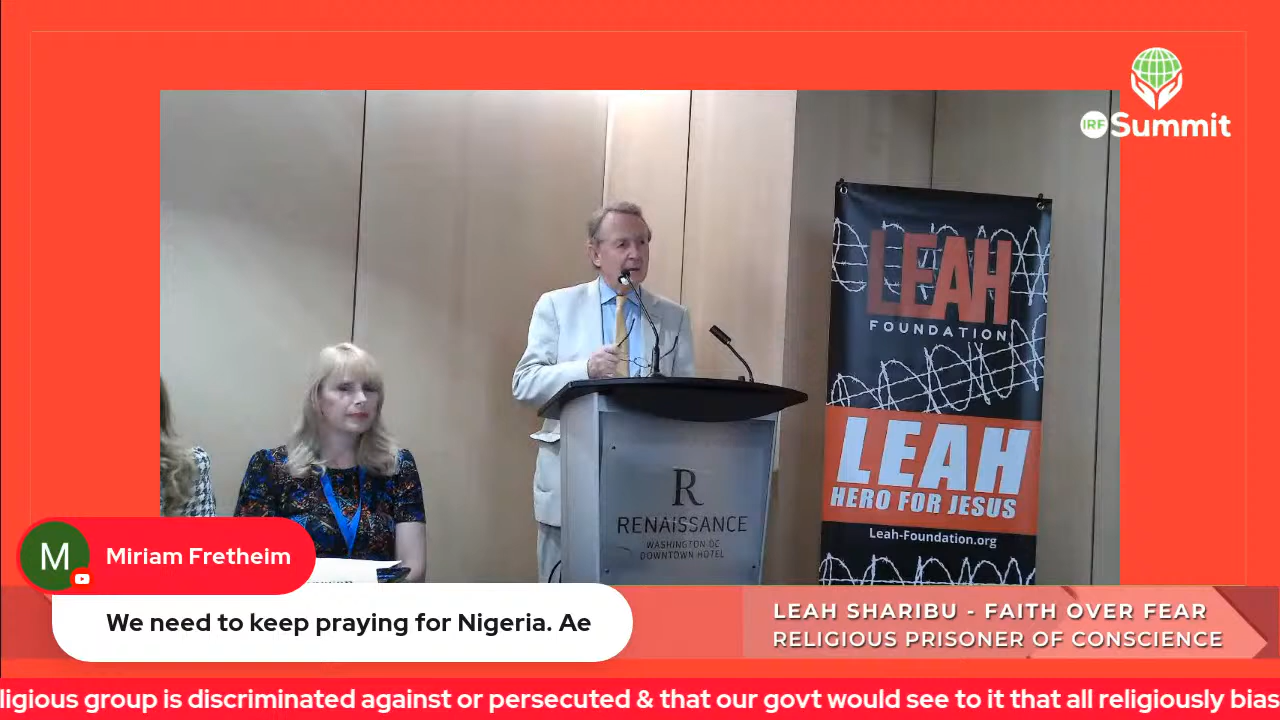 IRF Summit
LEAH
FOUNDATION
LEAH
HERO FOR JESUS
Leah-Foundation.org
R
RENAISSANCE
WASHINGTON DC
DOWNTOWN HOTEL
M
Miriam Fretheim
We need to keep praying for Nigeria. Ae
LEAH SHARIBU - FAITH OVER FEAR
RELIGIOUS PRISONER OF CONSCIENCE
ligious group is discriminated against or persecuted & that our govt would see to it that all religiously bias